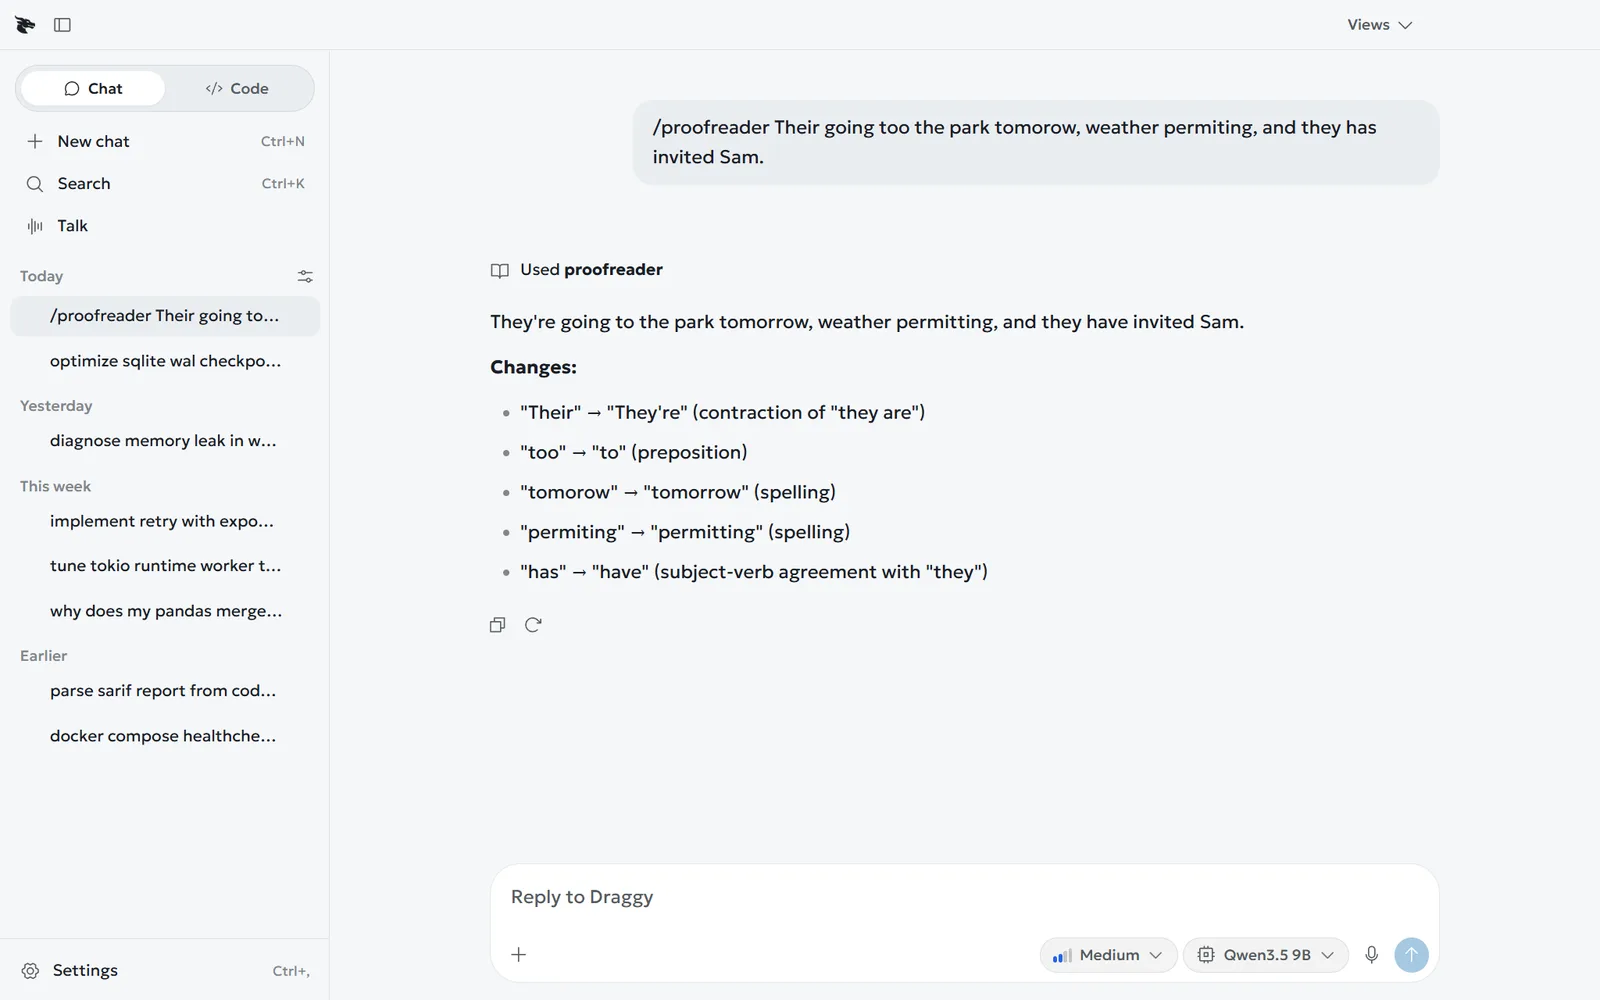 Views
Chat
</> Code
New chat Ctrl+N
Search Ctrl+K
Talk
Today
/proofreader Their going to...
optimize sqlite wal checkpo...
Yesterday
diagnose memory leak in w...
This week
implement retry with expo...
tune tokio runtime worker t...
why does my pandas merge...
Earlier
parse sarif report from cod...
docker compose healthche...
Settings Ctrl+,
/proofreader Their going too the park tomorow, weather permiting, and they has
invited Sam.
Used proofreader
They're going to the park tomorrow, weather permitting, and they have invited Sam.
Changes:
• "Their" → "They're" (contraction of "they are")
• "too" → "to" (preposition)
• "tomorow" → "tomorrow" (spelling)
• "permiting" → "permitting" (spelling)
• "has" → "have" (subject-verb agreement with "they")
Reply to Draggy
Medium Qwen3.5 9B